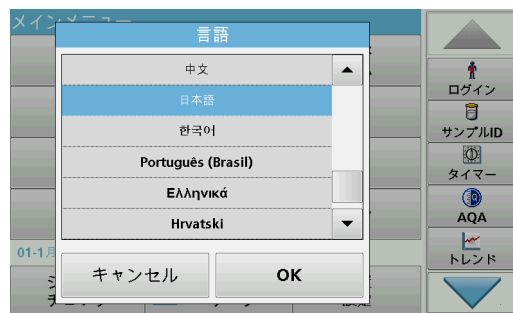 メインメニュー
言語
中文
日本語
한국어
Português (Brasil)
Ελληνικά
Hrvatski
キャンセル
OK
01-1月
ログイン
サンプルID
タイマー
AQA
トレンド